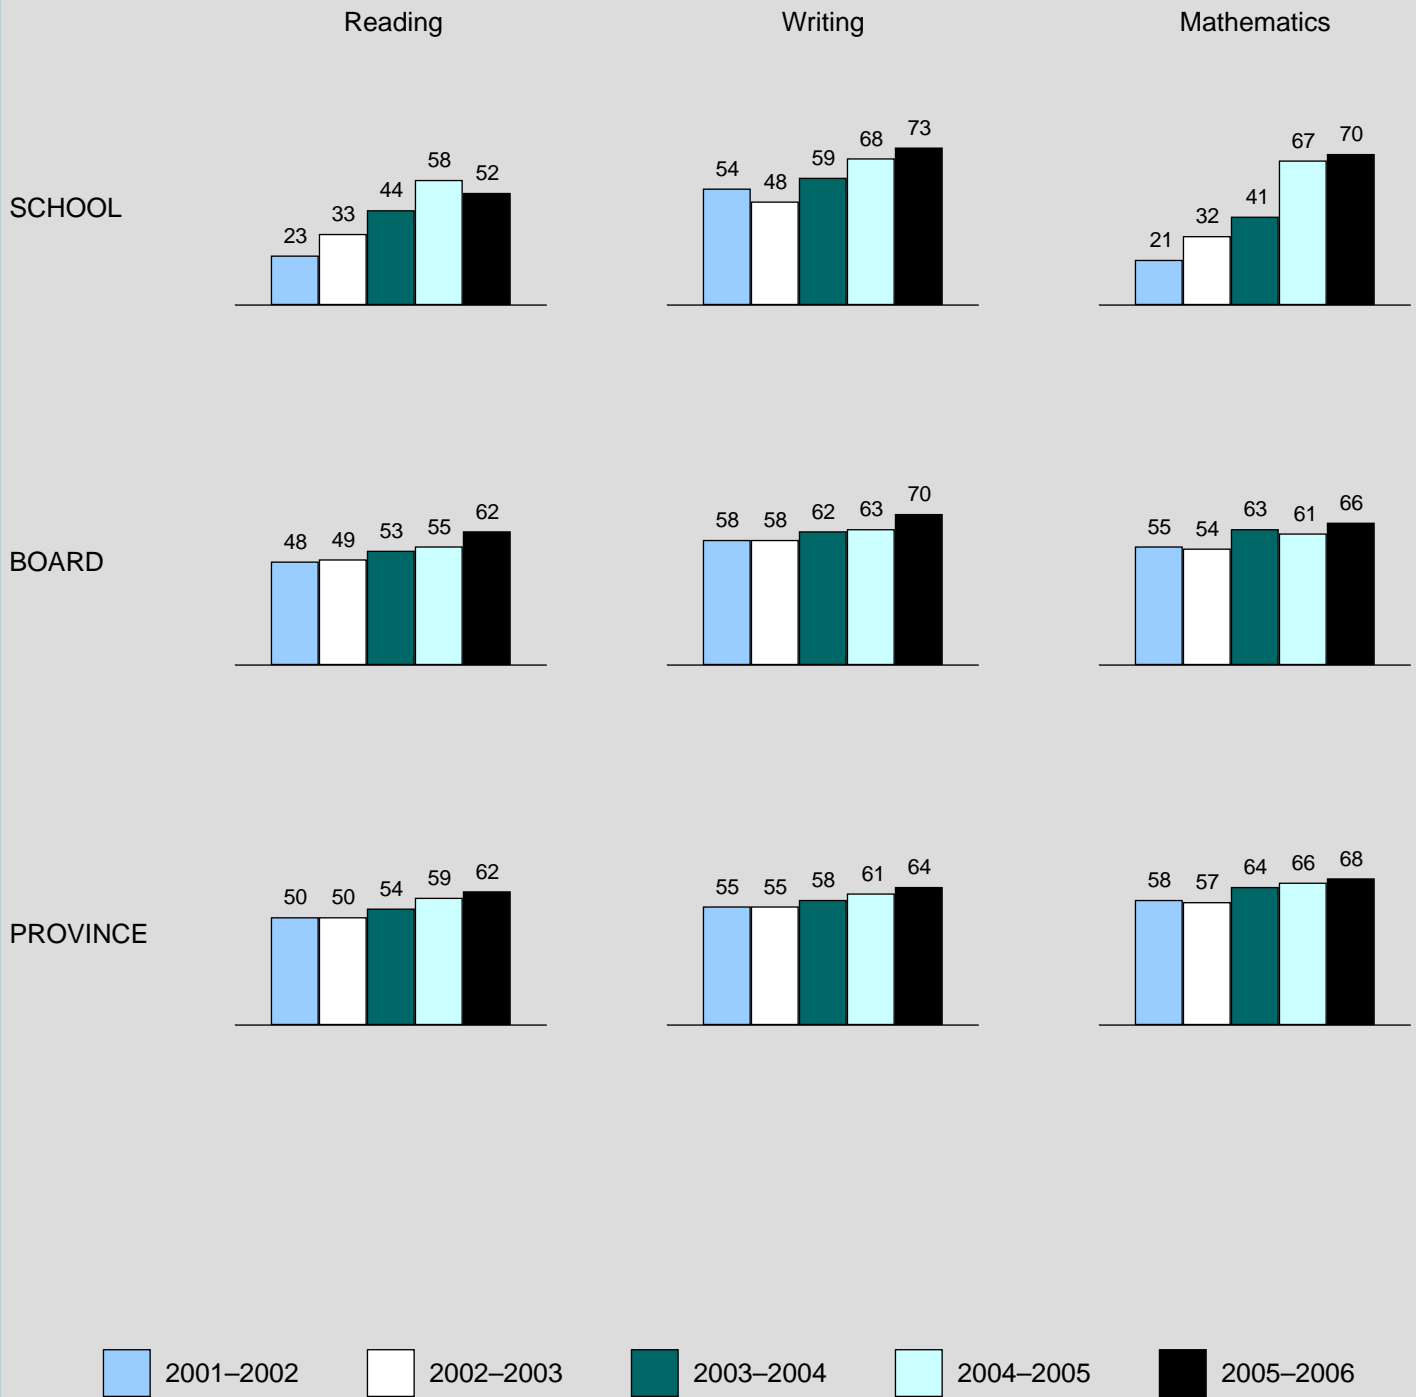 Reading Writing Mathematics
SCHOOL
23 33 44 58 52
54 48 59 68 73
21 32 41 67 70
BOARD
48 49 53 55 62
58 58 62 63 70
55 54 63 61 66
PROVINCE
50 50 54 59 62
55 55 58 61 64
58 57 64 66 68
2001–2002 2002–2003 2003–2004 2004–2005 2005–2006